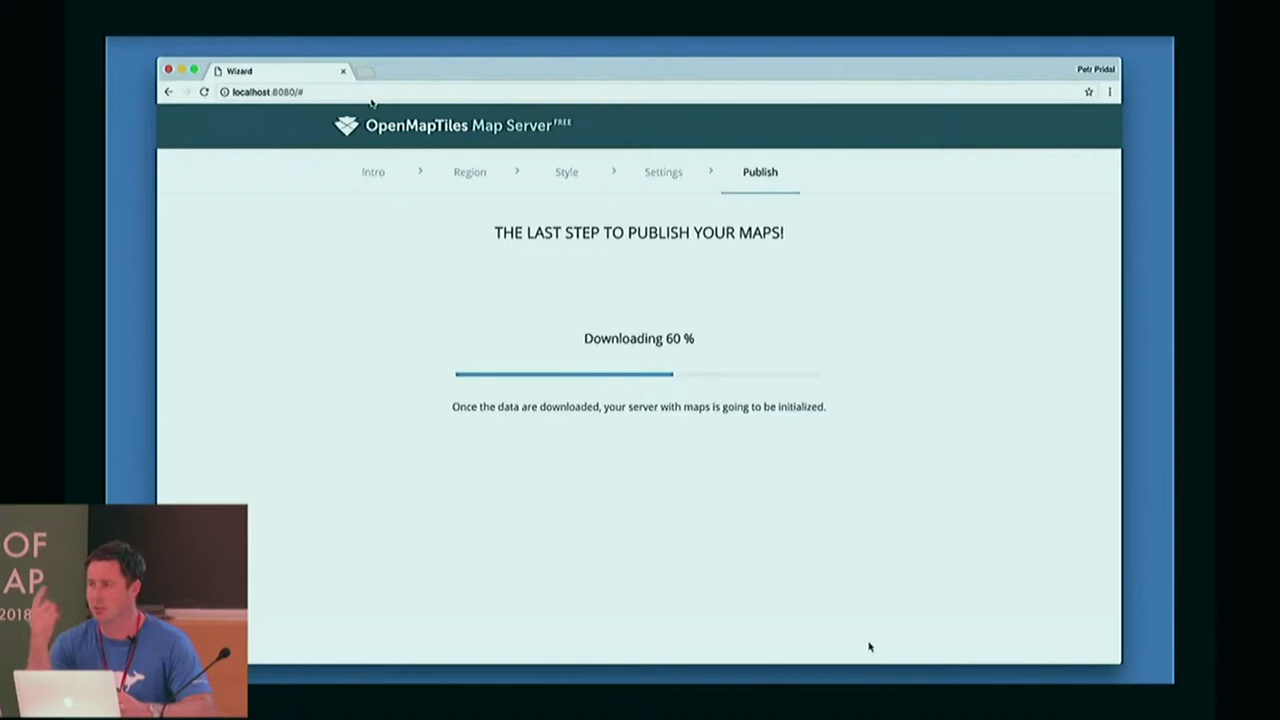 Wizard
Petr Pridal
localhost:8080/#
OpenMapTiles Map Server FREE
Intro
Region
Style
Settings
Publish
THE LAST STEP TO PUBLISH YOUR MAPS!
Downloading 60 %
Once the data are downloaded, your server with maps is going to be initialized.
OF
AP
2018